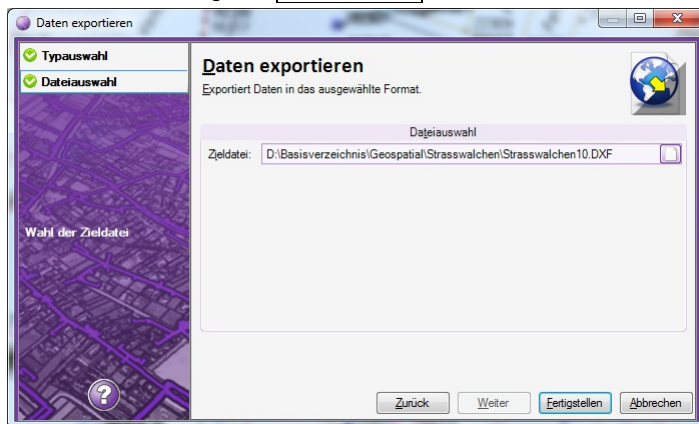 Daten exportieren
Typauswahl
Dateiauswahl
Wahl der Zieldatei
Daten exportieren
Exportiert Daten in das ausgewählte Format.
Dateiauswahl
Zieldatei: D:\Basisverzeichnis\Geospatial\Strasswalchen\Strasswalchen10.DXF
Zurück Weiter Fertigstellen Abbrechen